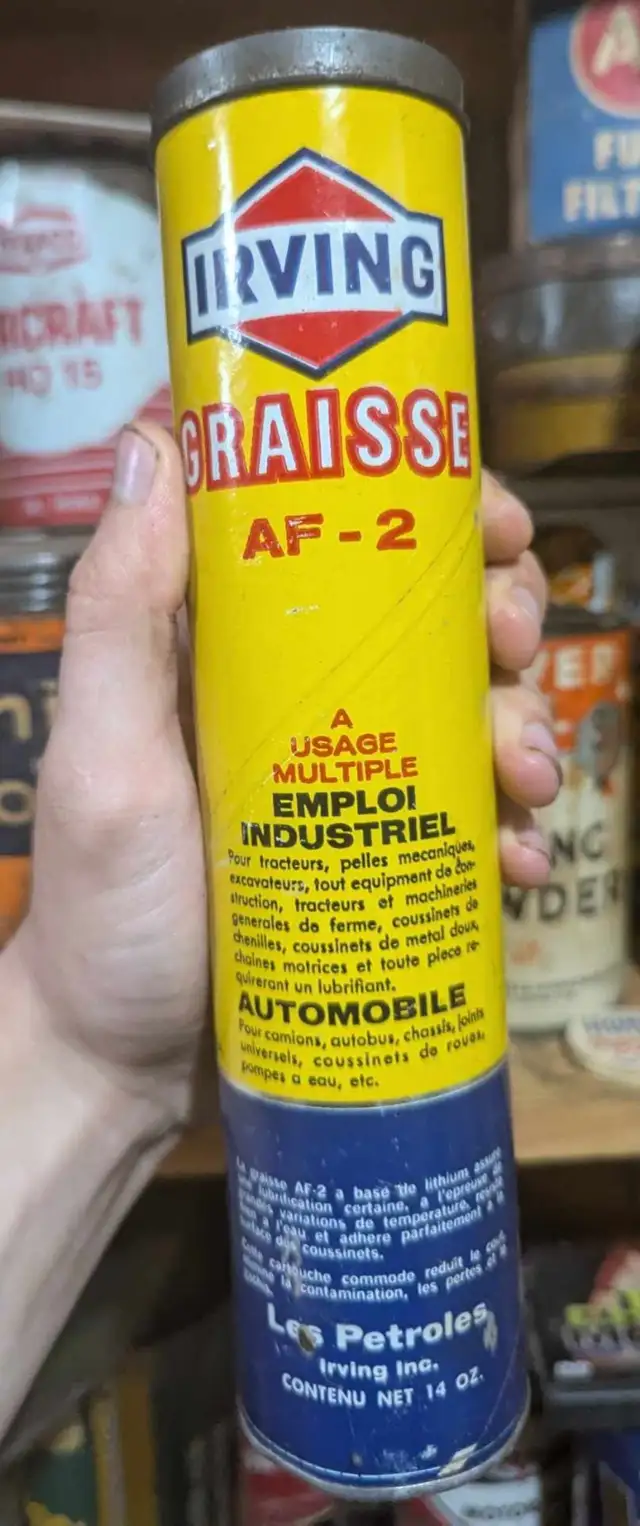 IRVING
GRAISSE
AF-2
A
USAGE
MULTIPLE
EMPLOI
INDUSTRIEL
Pour tracteurs, pelles mecaniques,
excavateurs, tout equipment de con-
struction, tracteurs et machineries
generales de ferme, coussinets de
chenilles, coussinets de metal doux,
chaines motrices et toute piece re-
querant un lubrifiant.
AUTOMOBILE
Pour camions, autobus, chassis, joints
universels, coussinets de roues,
pompes a eau, etc.
La graisse AF-2 a base de lithium assure
une lubrification certaine, a l'epreuve de
grandes variations de temperature, resiste
bien a l'eau et adhere parfaitement a la
surface des coussinets.
Cette cartouche commode reduit le cout,
elimine la contamination, les pertes et le
Les Petroles
Irving Inc.
CONTENU NET 14 OZ.
RICRAFT
A